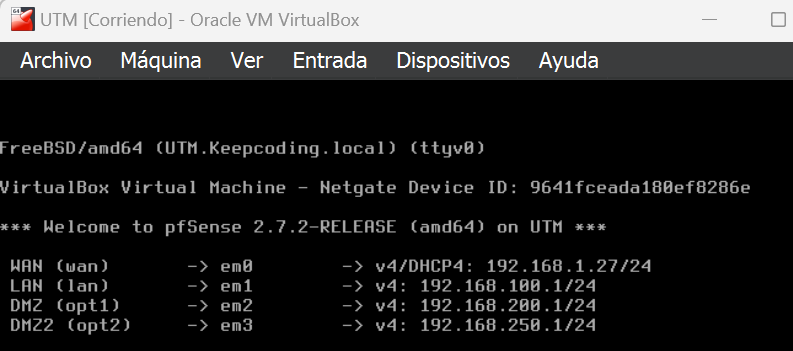 64
UTM [Corriendo] - Oracle VM VirtualBox
Archivo Máquina Ver Entrada Dispositivos Ayuda
FreeBSD/amd64 (UTM.Keepcoding.local) (ttyv0)
VirtualBox Virtual Machine - Netgate Device ID: 9641fceada180ef8286e
*** Welcome to pfSense 2.7.2-RELEASE (amd64) on UTM ***
WAN (wan) -> em0 -> v4/DHCP4: 192.168.1.27/24
LAN (lan) -> em1 -> v4: 192.168.100.1/24
DMZ (opt1) -> em2 -> v4: 192.168.200.1/24
DMZ2 (opt2) -> em3 -> v4: 192.168.250.1/24